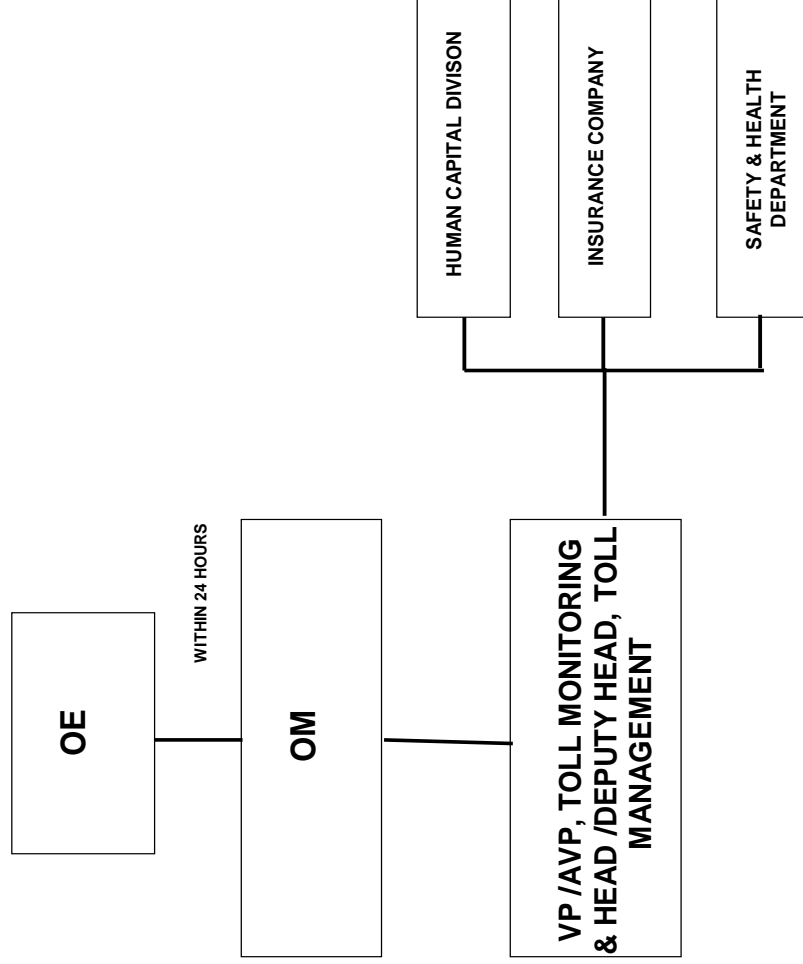 OE
WITHIN 24 HOURS
OM
VP /AVP, TOLL MONITORING
& HEAD /DEPUTY HEAD, TOLL
MANAGEMENT
HUMAN CAPITAL DIVISON
INSURANCE COMPANY
SAFETY & HEALTH
DEPARTMENT